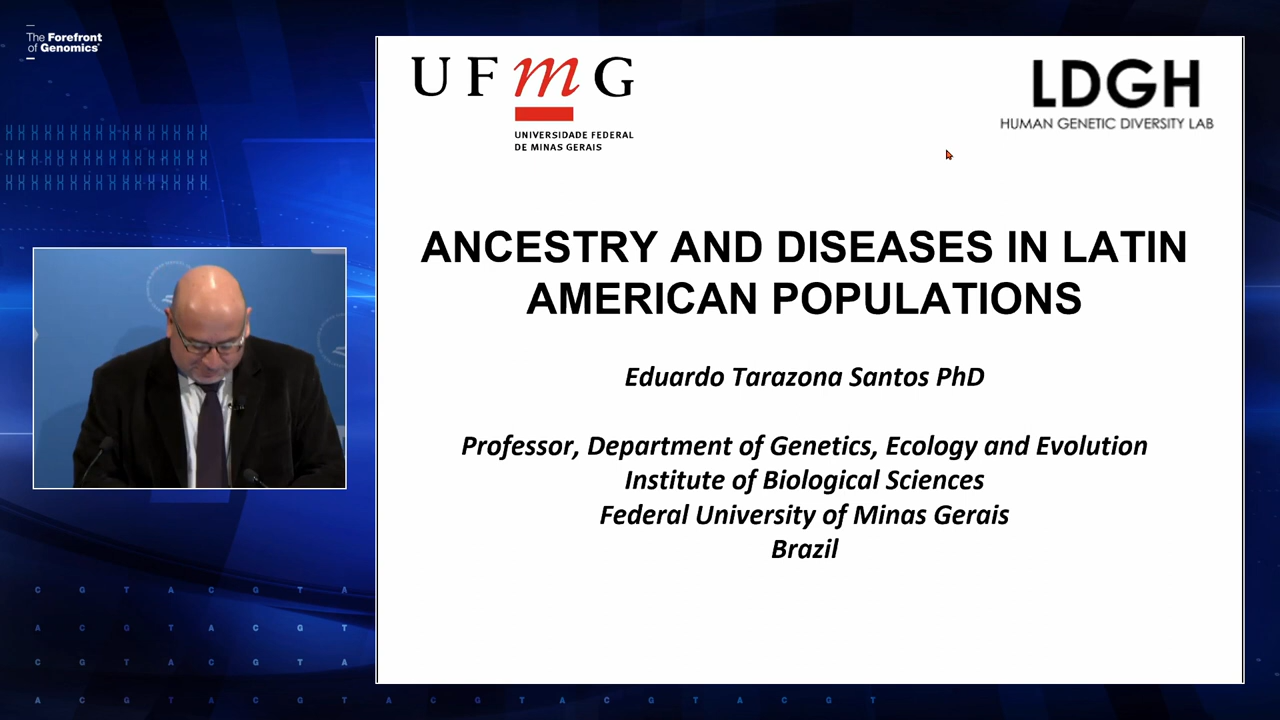 The Forefront
of Genomics®
UFmG
UNIVERSIDADE FEDERAL
DE MINAS GERAIS
LDGH
HUMAN GENETIC DIVERSITY LAB
ANCESTRY AND DISEASES IN LATIN
AMERICAN POPULATIONS
Eduardo Tarazona Santos PhD
Professor, Department of Genetics, Ecology and Evolution
Institute of Biological Sciences
Federal University of Minas Gerais
Brazil
C G T A C G T A
A C G T A C G T
C G T A C G T A
A C G T A C G T A C G T A C G T A C G T